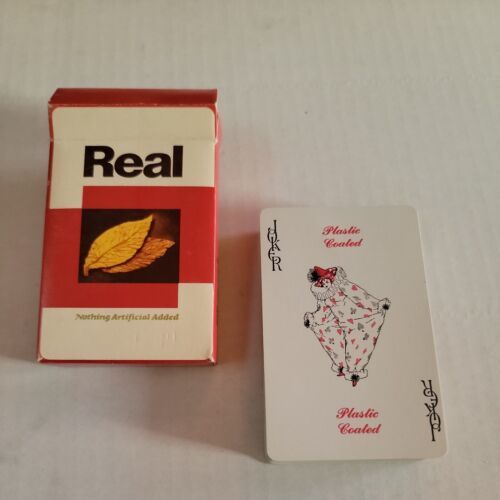 Real
Nothing Artificial Added
JOKER
Plastic
Coated
Plastic
Coated
JOKER